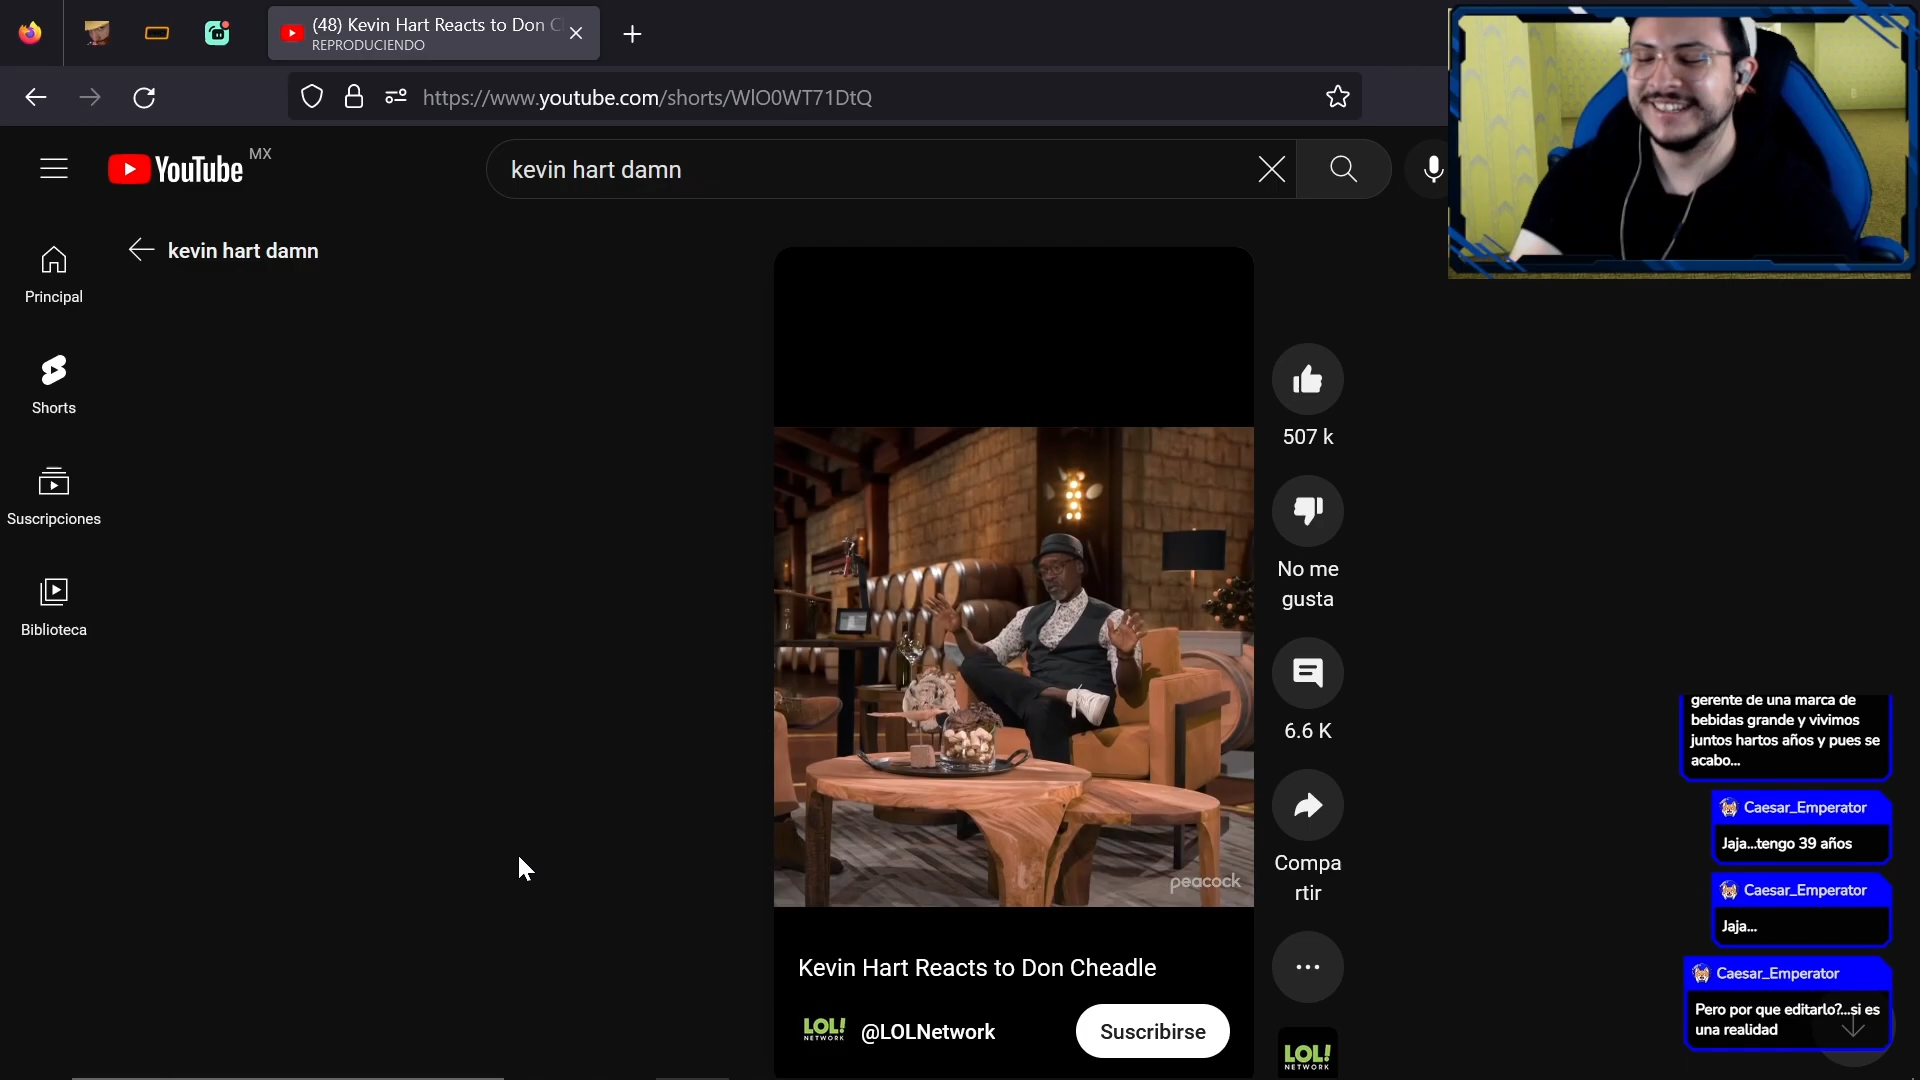 (48) Kevin Hart Reacts to Don C
REPRODUCIENDO
https://www.youtube.com/shorts/WlO0WT71DtQ
YouTube MX
kevin hart damn
kevin hart damn
Principal
Shorts
Suscripciones
Biblioteca
507 k
No me
gusta
6.6 K
Compa
rtir
peacock
Kevin Hart Reacts to Don Cheadle
LOL! NETWORK
@LOLNetwork
Suscribirse
LOL!
NETWORK
gerente de una marca de
bebidas grande y vivimos
juntos hartos años y pues se
acabo...
Caesar_Emperator
Jaja...tengo 39 años
Caesar_Emperator
Jaja...
Caesar_Emperator
Pero por que editarlo?...si es
una realidad